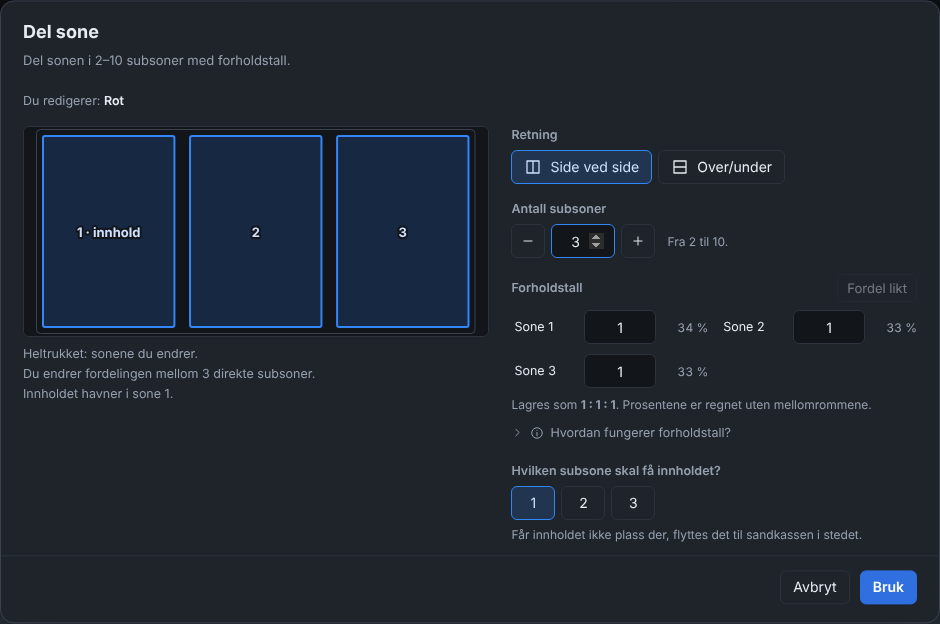 Del sone
Del sonen i 2–10 subsoner med forholdstall.
Du redigerer: Rot
1 · innhold
2
3
Heltrukket: sonene du endrer.
Du endrer fordelingen mellom 3 direkte subsoner.
Innholdet havner i sone 1.
Retning
Side ved side
Over/under
Antall subsoner
− 3 + Fra 2 til 10.
Forholdstall Fordel likt
Sone 1 1 34 % Sone 2 1 33 %
Sone 3 1 33 %
Lagres som 1 : 1 : 1. Prosentene er regnet uten mellomrommene.
Hvordan fungerer forholdstall?
Hvilken subsone skal få innholdet?
1 2 3
Får innholdet ikke plass der, flyttes det til sandkassen i stedet.
Avbryt Bruk